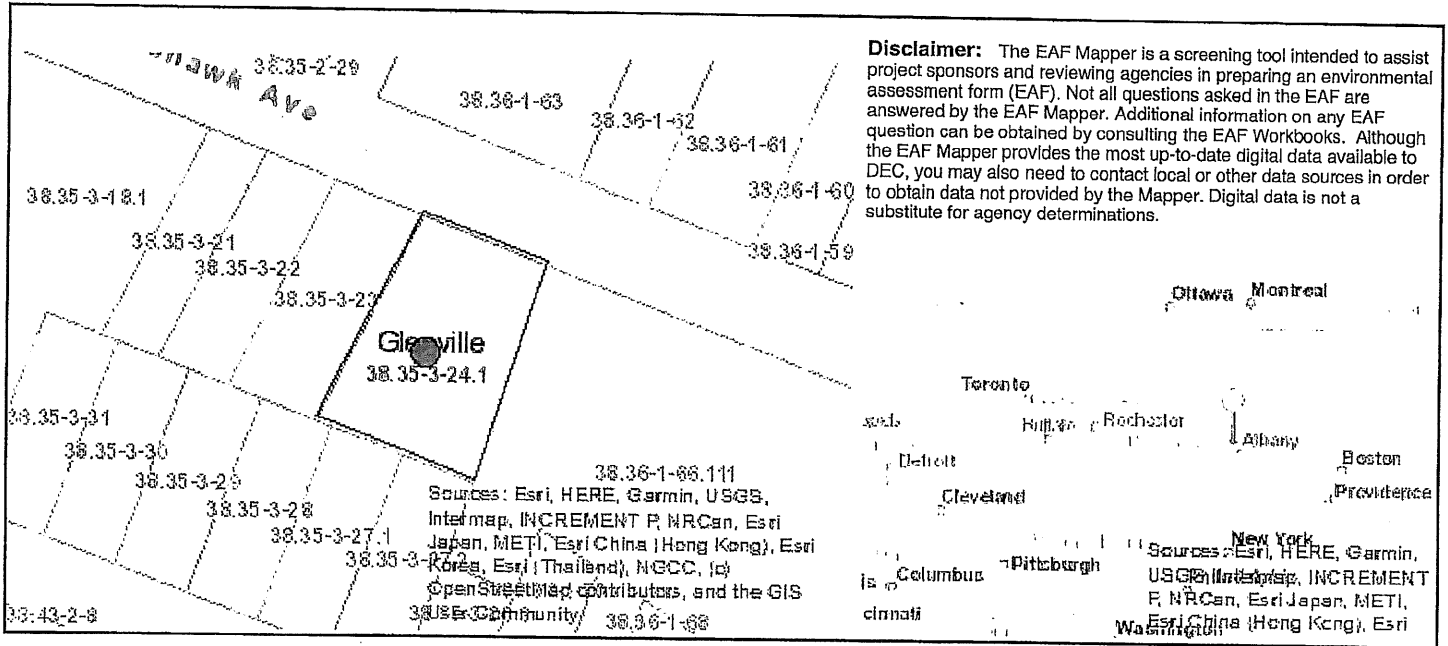 Disclaimer: The EAF Mapper is a screening tool intended to assist
project sponsors and reviewing agencies in preparing an environmental
assessment form (EAF). Not all questions asked in the EAF are
answered by the EAF Mapper. Additional information on any EAF
question can be obtained by consulting the EAF Workbooks. Although
the EAF Mapper provides the most up-to-date digital data available to
DEC, you may also need to contact local or other data sources in order
to obtain data not provided by the Mapper. Digital data is not a
substitute for agency determinations.
hawk Ave
38.35-2-29
38.36-1-63
38.36-1-62
38.36-1-61
38.36-1-60
38.36-1-59
38.35-3-18.1
38.35-3-21
38.35-3-22
38.35-3-23
Glenville
38.35-3-24.1
38.35-3-31
38.35-3-30
38.35-3-29
38.35-3-28
38.35-3-27.1
38.36-1-66.111
38.43-2-8
38.36-1-68
Sources: Esri, HERE, Garmin, USGS,
Intermap, INCREMENT P, NRCan, Esri
Japan, METI, Esri China (Hong Kong), Esri
Korea, Esri (Thailand), NGCC, (c)
OpenStreetMap contributors, and the GIS
User Community
Ottawa
Montreal
Toronto
Rochester
Albany
Detroit
Boston
Cleveland
Providence
New York
Pittsburgh
Columbus
cinnati
Washington
Sources: Esri, HERE, Garmin,
USGS, Intermap, INCREMENT
P, NRCan, Esri Japan, METI,
Esri China (Hong Kong), Esri